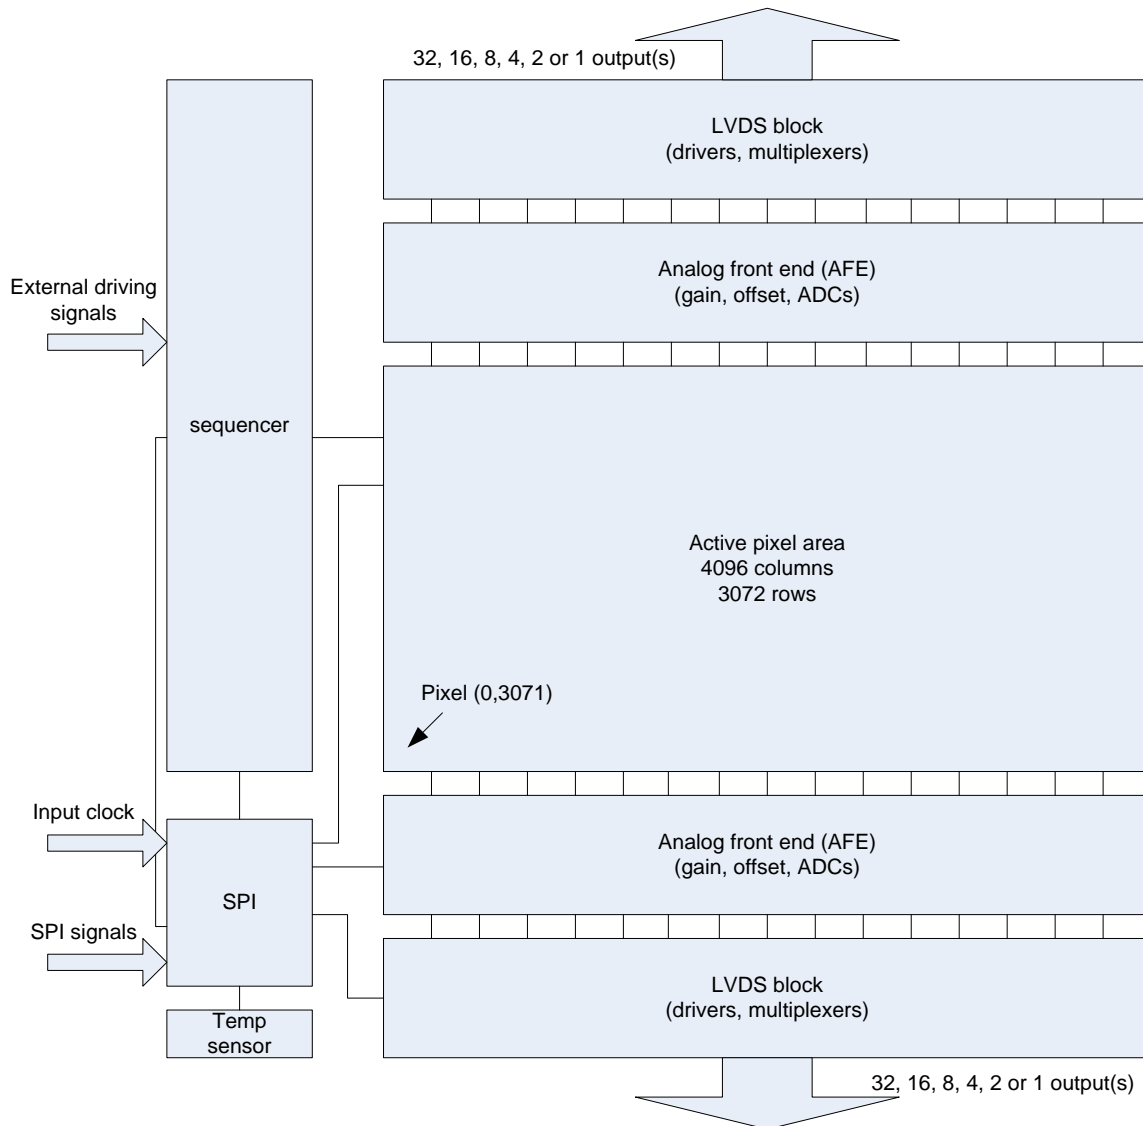 32, 16, 8, 4, 2 or 1 output(s)
LVDS block
(drivers, multiplexers)
Analog front end (AFE)
(gain, offset, ADCs)
External driving
signals
sequencer
Active pixel area
4096 columns
3072 rows
Pixel (0,3071)
Input clock
Analog front end (AFE)
(gain, offset, ADCs)
SPI
SPI signals
LVDS block
(drivers, multiplexers)
Temp
sensor
32, 16, 8, 4, 2 or 1 output(s)